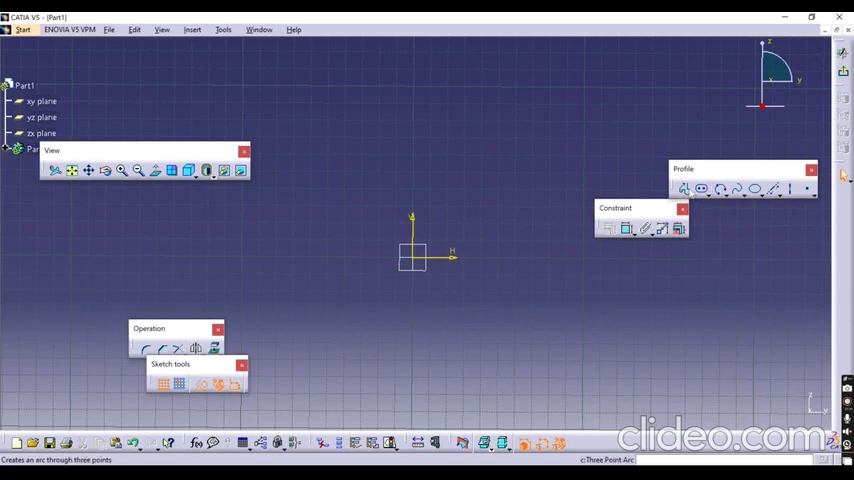 CATIA V5 - [Part1]
Start ENOVIA V5 VPM File Edit View Insert Tools Window Help
z
x y
Part1
xy plane
yz plane
zx plane
Par
View
Profile
Constraint
V
H
Operation
Sketch tools
z
y
f(x)
clideo.com
Creates an arc through three points
c:Three Point Arc